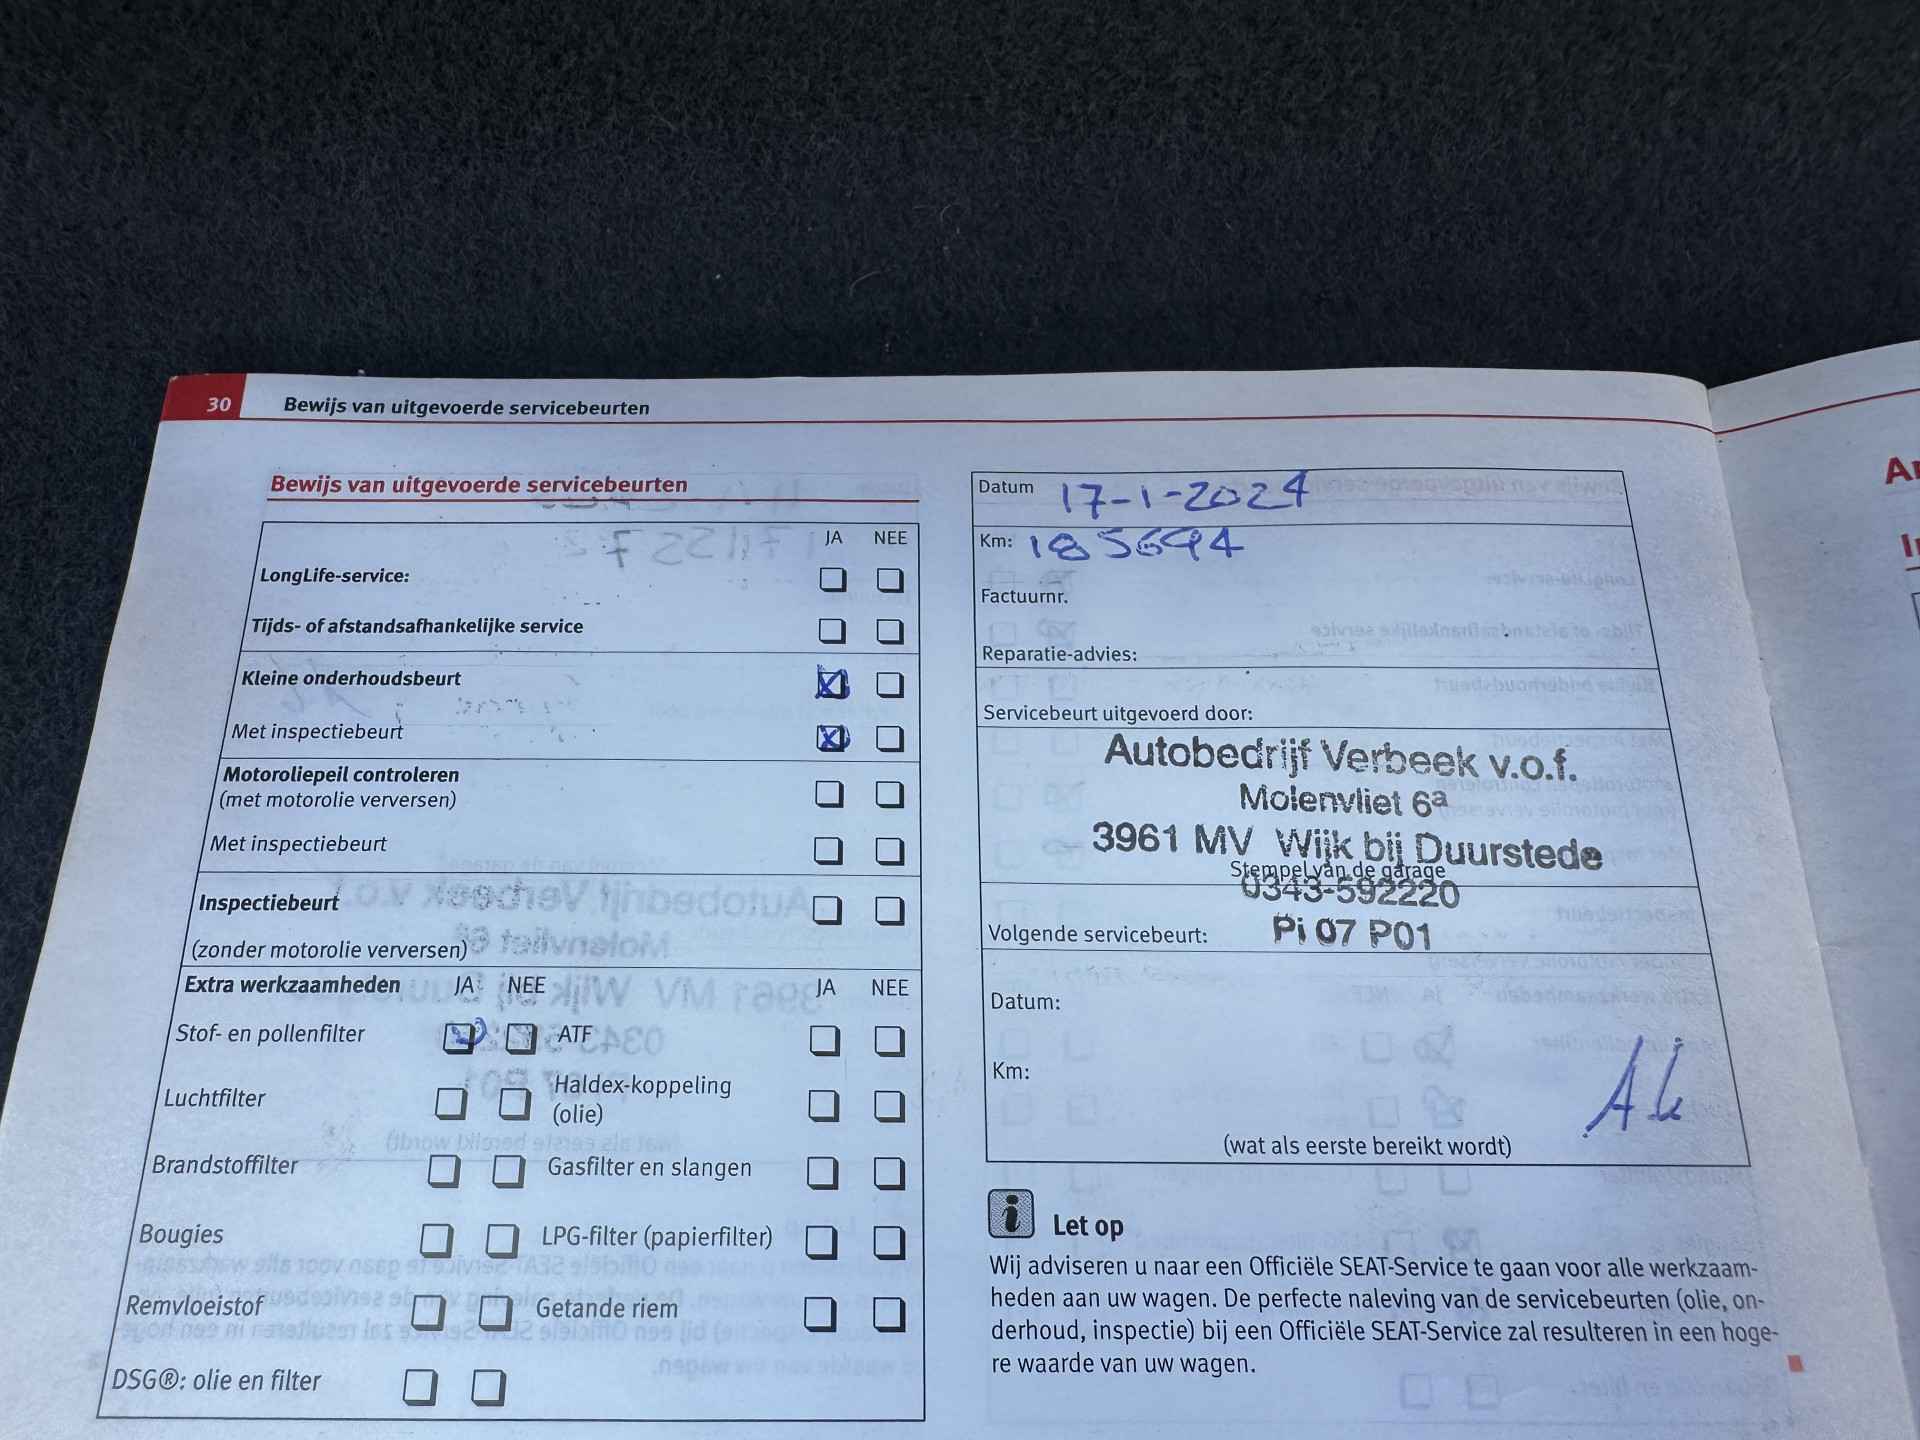 30 Bewijs van uitgevoerde servicebeurten
Bewijs van uitgevoerde servicebeurten
JA NEE
LongLife-service:
Tijds- of afstandsafhankelijke service
Kleine onderhoudsbeurt
Met inspectiebeurt
Motoroliepeil controleren
(met motorolie verversen)
Met inspectiebeurt
Inspectiebeurt
(zonder motorolie verversen)
Extra werkzaamheden JA NEE JA NEE
Stof- en pollenfilter ATF
Luchtfilter Haldex-koppeling
(olie)
Brandstoffilter Gasfilter en slangen
Bougies LPG-filter (papierfilter)
Remvloeistof Getande riem
DSG®: olie en filter
Datum 17-1-2024
Km: 185694
Factuurnr.
Reparatie-advies:
Servicebeurt uitgevoerd door:
Autobedrijf Verbeek v.o.f.
Molenvliet 6a
3961 MV Wijk bij Duurstede
Stempel van de garage
0343-592220
Pi 07 P01
Volgende servicebeurt:
Datum:
Km:
(wat als eerste bereikt wordt)
Let op
Wij adviseren u naar een Officiële SEAT-Service te gaan voor alle werkzaam-
heden aan uw wagen. De perfecte naleving van de servicebeurten (olie, on-
derhoud, inspectie) bij een Officiële SEAT-Service zal resulteren in een hoge-
re waarde van uw wagen.